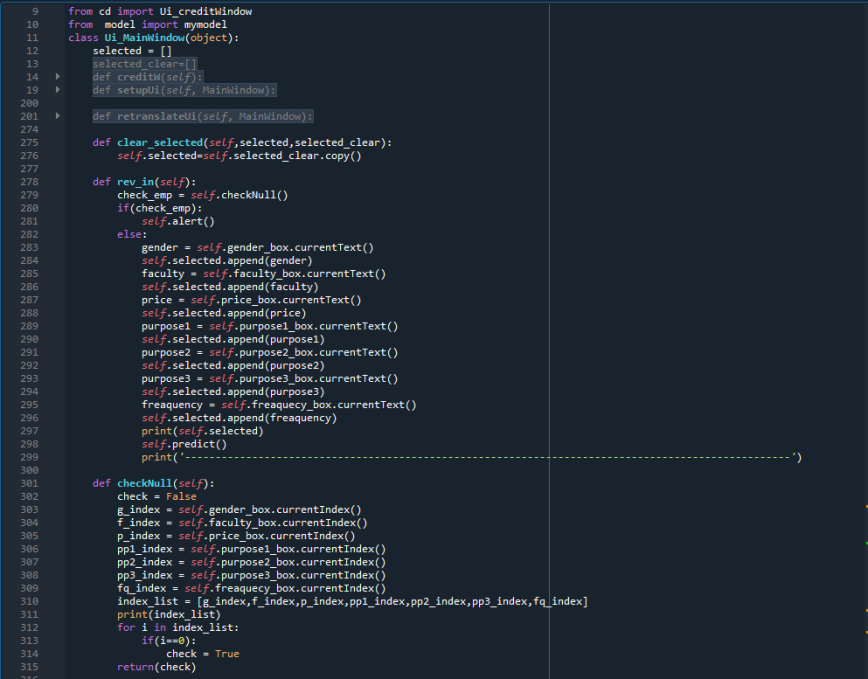 9 from cd import Ui_creditWindow
10 from  model import mymodel
11 class Ui_MainWindow(object):
12     selected = []
13     selected_clear=[]
14     def creditW(self):
19     def setupUi(self, MainWindow):
200
201     def retranslateUi(self, MainWindow):
274
275     def clear_selected(self,selected,selected_clear):
276         self.selected=self.selected_clear.copy()
277
278     def rev_in(self):
279         check_emp = self.checkNull()
280         if(check_emp):
281             self.alert()
282         else:
283             gender = self.gender_box.currentText()
284             self.selected.append(gender)
285             faculty = self.faculty_box.currentText()
286             self.selected.append(faculty)
287             price = self.price_box.currentText()
288             self.selected.append(price)
289             purpose1 = self.purpose1_box.currentText()
290             self.selected.append(purpose1)
291             purpose2 = self.purpose2_box.currentText()
292             self.selected.append(purpose2)
293             purpose3 = self.purpose3_box.currentText()
294             self.selected.append(purpose3)
295             freaquency = self.freaquecy_box.currentText()
296             self.selected.append(freaquency)
297             print(self.selected)
298             self.predict()
299             print('----------------------------------------------------------------------------------------------------')
300
301     def checkNull(self):
302         check = False
303         g_index = self.gender_box.currentIndex()
304         f_index = self.faculty_box.currentIndex()
305         p_index = self.price_box.currentIndex()
306         pp1_index = self.purpose1_box.currentIndex()
307         pp2_index = self.purpose2_box.currentIndex()
308         pp3_index = self.purpose3_box.currentIndex()
309         fq_index = self.freaquecy_box.currentIndex()
310         index_list = [g_index,f_index,p_index,pp1_index,pp2_index,pp3_index,fq_index]
311         print(index_list)
312         for i in index_list:
313             if(i==0):
314                 check = True
315         return(check)